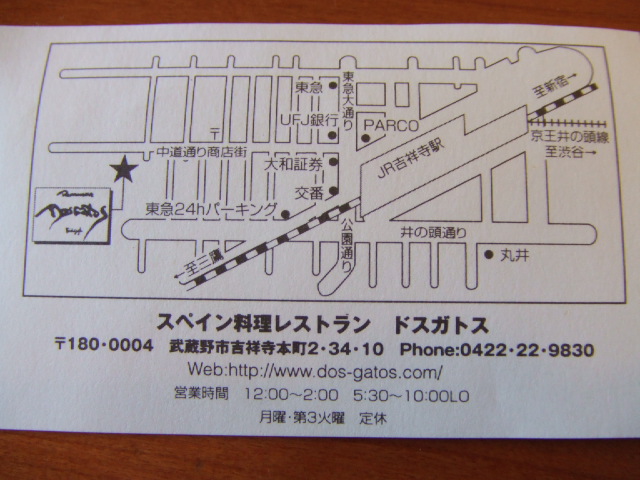 至新宿→
東急
東急大通り
UFJ銀行
PARCO
〒
京王井の頭線
至渋谷→
中道通り商店街
大和証券
JR吉祥寺駅
交番
Dos Gatos
東急24hパーキング
公園通り
井の頭通り
丸井
←至三鷹
スペイン料理レストラン ドスガトス
〒180・0004 武蔵野市吉祥寺本町2・34・10 Phone:0422・22・9830
Web:http://www.dos-gatos.com/
営業時間 12:00〜2:00 5:30〜10:00LO
月曜・第3火曜 定休